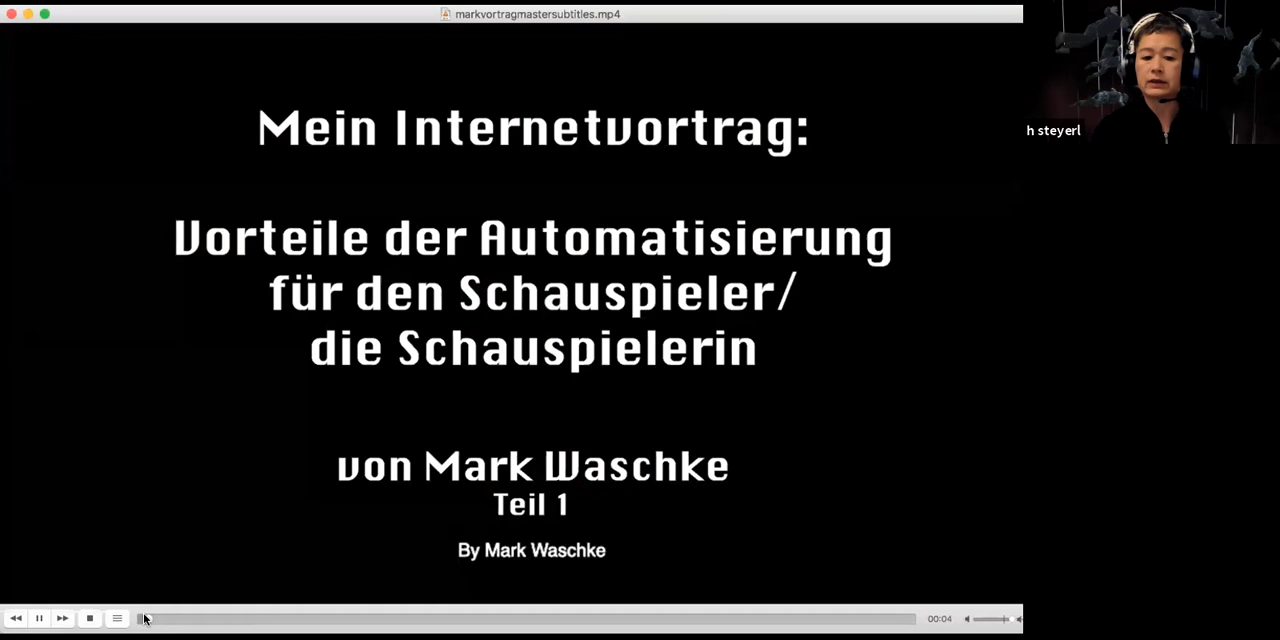 markvortragmastersubtitles.mp4
Mein Internetvortrag:
Vorteile der Automatisierung
für den Schauspieler/
die Schauspielerin
von Mark Waschke
Teil 1
By Mark Waschke
00:04
h steyerl